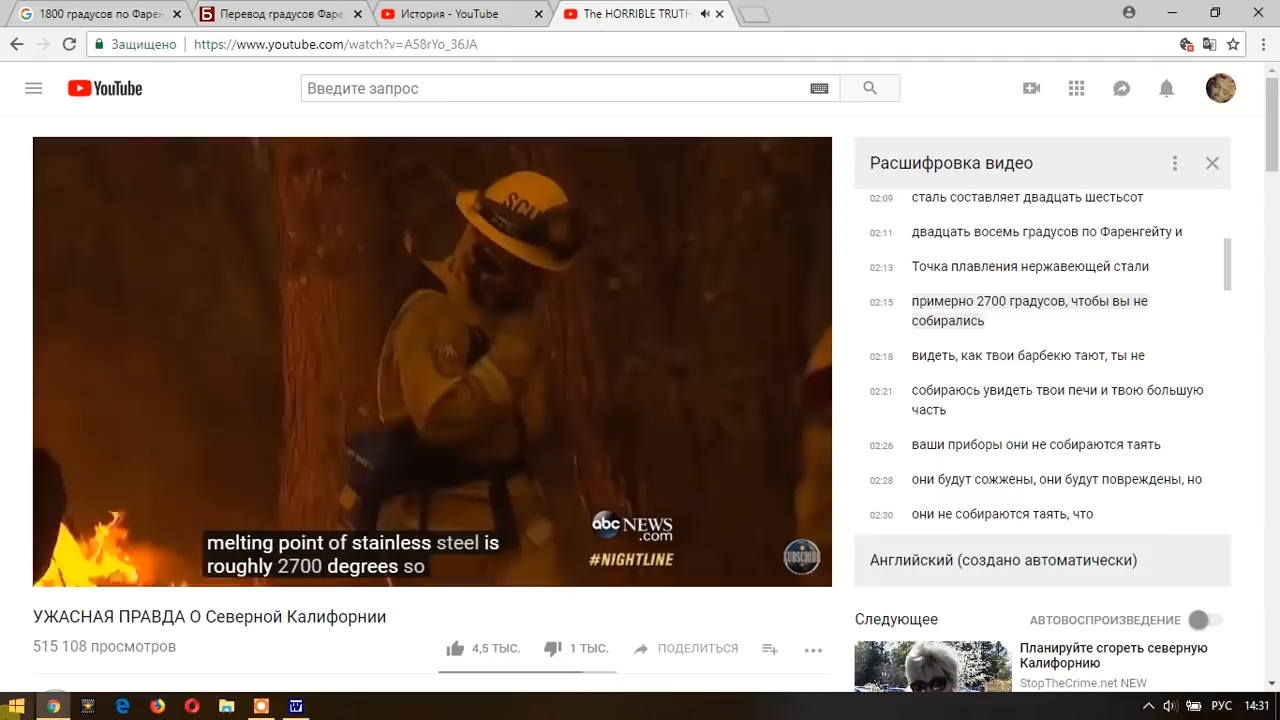 1800 градусов по Фарен
Перевод градусов Фаре
История - YouTube
The HORRIBLE TRUTH
Защищено
https://www.youtube.com/watch?v=A58rYo_36JA
YouTube
Введите запрос
Расшифровка видео
02:09 сталь составляет двадцать шестьсот
02:11 двадцать восемь градусов по Фаренгейту и
02:13 Точка плавления нержавеющей стали
02:15 примерно 2700 градусов, чтобы вы не
собирались
02:18 видеть, как твои барбекю тают, ты не
02:21 собираюсь увидеть твои печи и твою большую
часть
02:26 ваши приборы они не собираются таять
02:28 они будут сожжены, они будут повреждены, но
02:30 они не собираются таять, что
Английский (создано автоматически)
abc NEWS
.com
#NIGHTLINE
SUBSCRIBE
melting point of stainless steel is
roughly 2700 degrees so
УЖАСНАЯ ПРАВДА О Северной Калифорнии
515 108 просмотров
4,5 ТЫС.
1 ТЫС.
ПОДЕЛИТЬСЯ
Следующее
АВТОВОСПРОИЗВЕДЕНИЕ
Планируйте сгореть северную
Калифорнию
StopTheCrime.net NEW
РУС
14:31